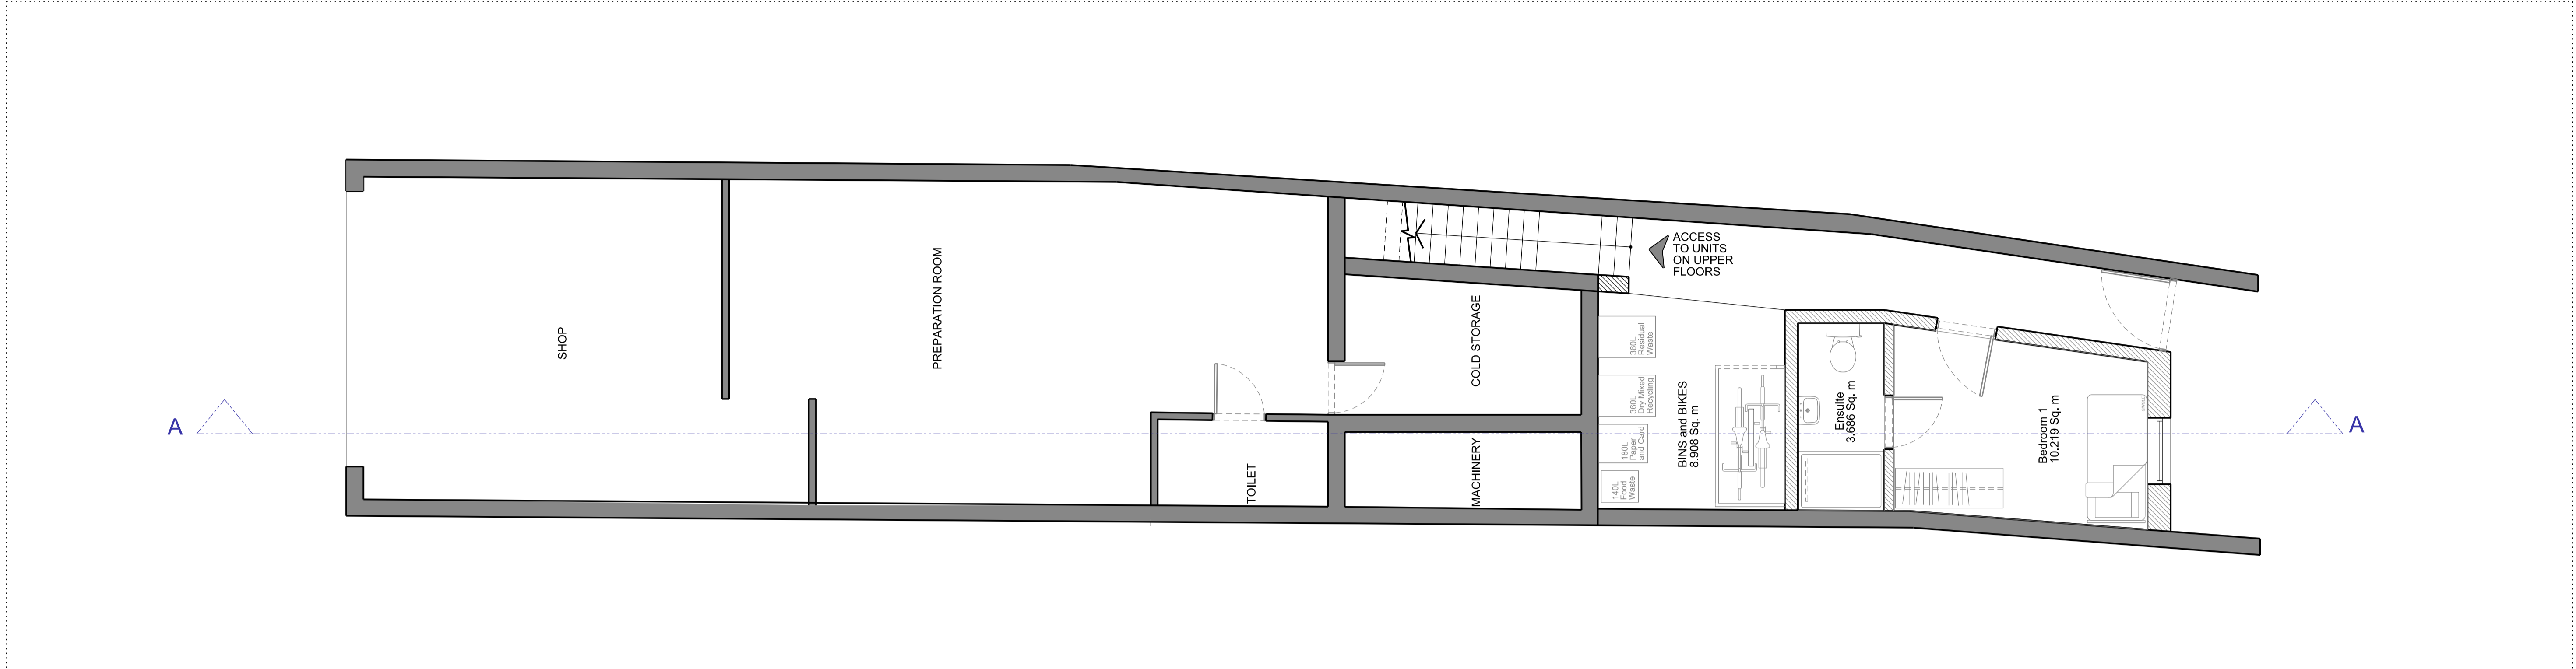 SHOP
PREPARATION ROOM
TOILET
COLD STORAGE
MACHINERY
ACCESS
TO UNITS
ON UPPER
FLOORS
360L
Residual
Waste
360L
Dry Mixed
Recycling
180L
Paper
and Card
140L
Food
Waste
BINS and BIKES
8.908 Sq. m
Ensuite
3.686 Sq. m
Bedroom 1
10.219 Sq. m
A
A